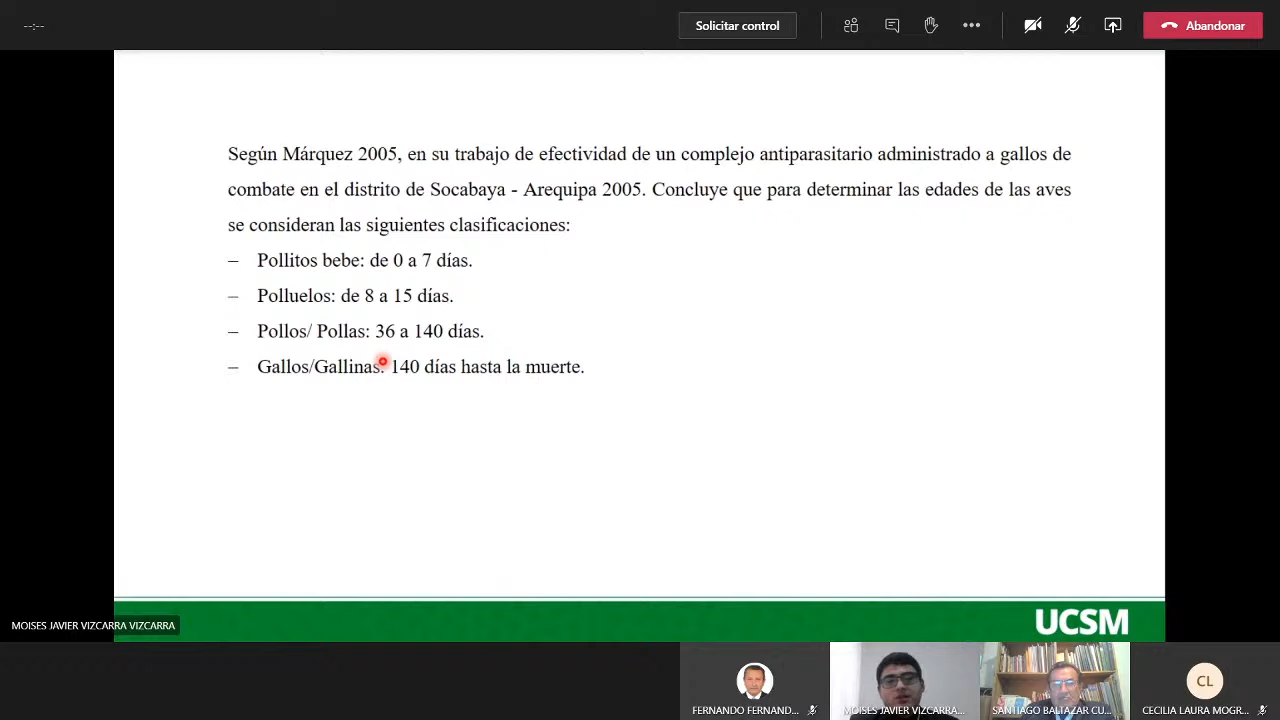 --:--
Solicitar control
Abandonar
Según Márquez 2005, en su trabajo de efectividad de un complejo antiparasitario administrado a gallos de
combate en el distrito de Socabaya - Arequipa 2005. Concluye que para determinar las edades de las aves
se consideran las siguientes clasificaciones:
– Pollitos bebe: de 0 a 7 días.
– Polluelos: de 8 a 15 días.
– Pollos/ Pollas: 36 a 140 días.
– Gallos/Gallinas: 140 días hasta la muerte.
UCSM
MOISES JAVIER VIZCARRA VIZCARRA
CL
FERNANDO FERNAND... MOISES JAVIER VIZCARRA... SANTIAGO BALTAZAR CU... CECILIA LAURA MOGR...